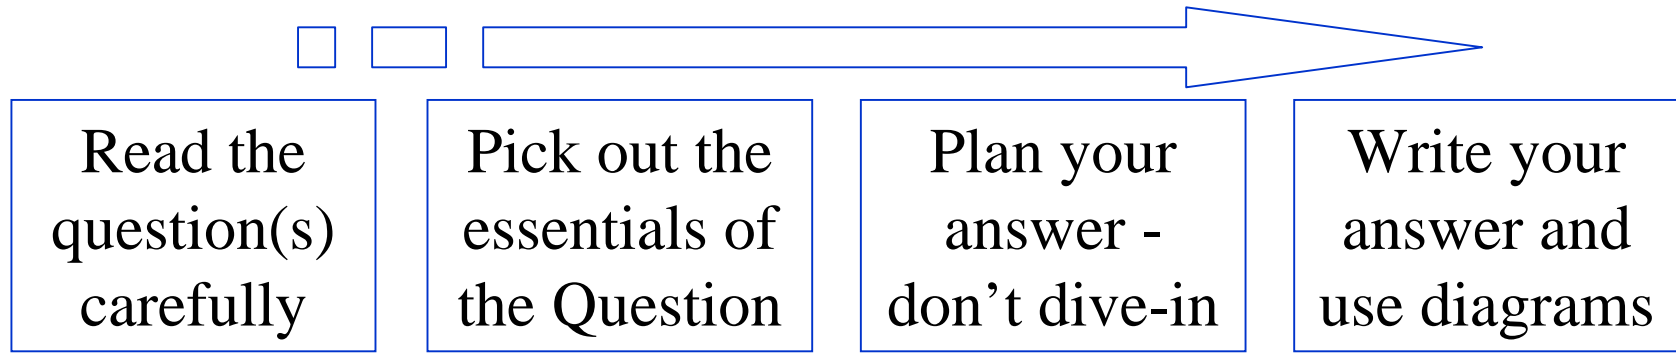 Read the
question(s)
carefully
Pick out the
essentials of
the Question
Plan your
answer -
don’t dive-in
Write your
answer and
use diagrams